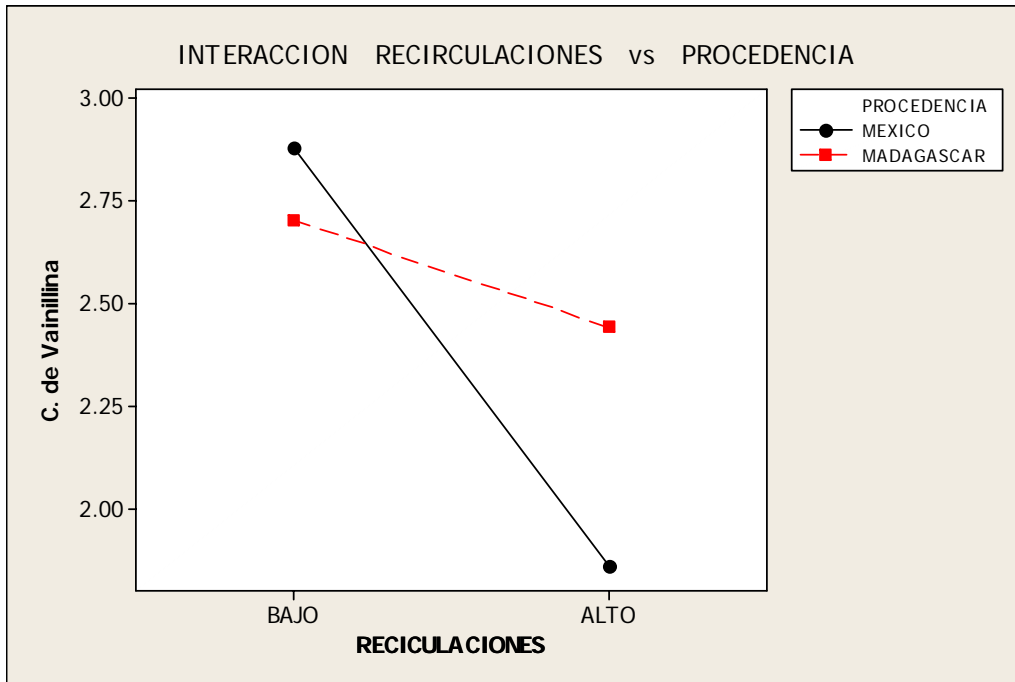 INTERACCION RECIRCULACIONES vs PROCEDENCIA
3.00
2.75
2.50
2.25
2.00
C. de Vainillina
BAJO
ALTO
RECICULACIONES
PROCEDENCIA
MEXICO
MADAGASCAR